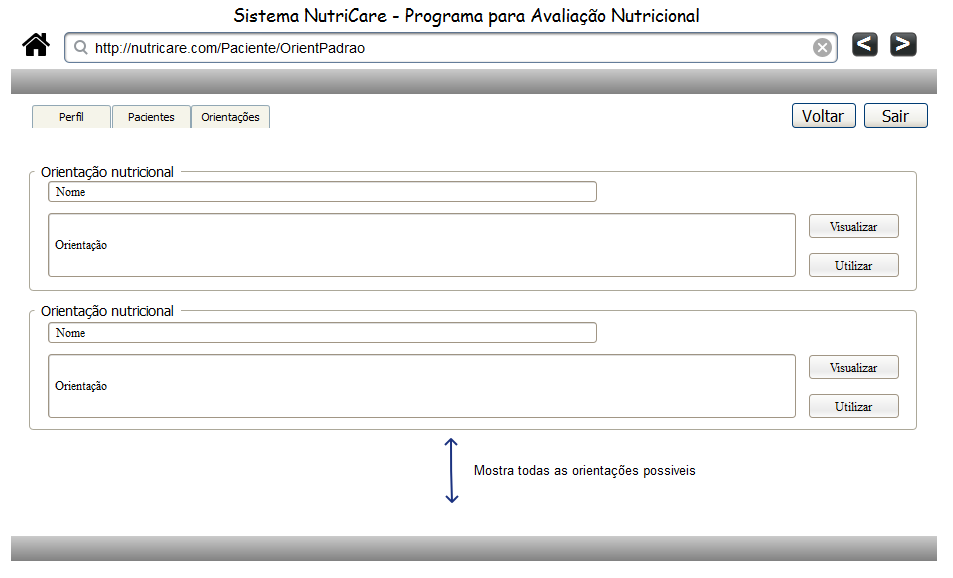 Sistema NutriCare - Programa para Avaliação Nutricional
http://nutricare.com/Paciente/OrientPadrao
< >
Perfil Pacientes Orientações Voltar Sair
Orientação nutricional
Nome
Orientação
Visualizar
Utilizar
Orientação nutricional
Nome
Orientação
Visualizar
Utilizar
Mostra todas as orientações possiveis